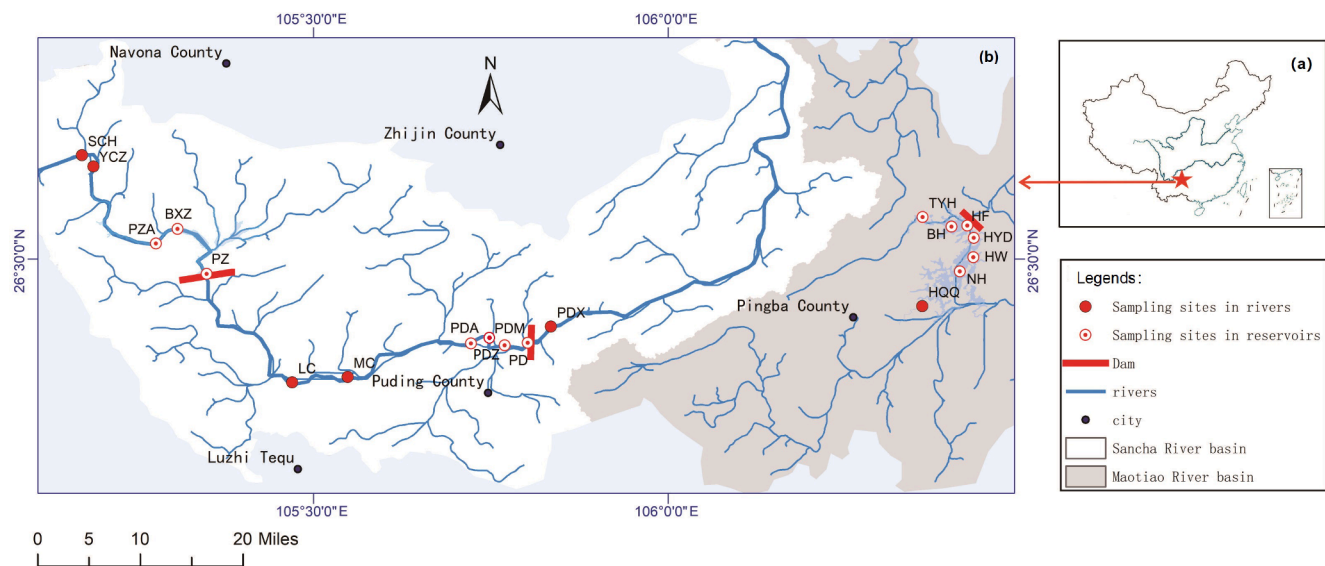 105°30'0"E
106°0'0"E
Navona County
(b)
(a)
N
Zhijin County
SCH
YCZ
TYH
HF
BXZ
PZA
BH
HYD
26°30'0"N
PZ
HW
26°30'0"N
NH
HQQ
Pingba County
Legends:
Sampling sites in rivers
PDX
PDA
PDM
Sampling sites in reservoirs
PDZ
PD
LC
MC
Dam
Puding County
rivers
city
Luzhi Tequ
Sancha River basin
Maotiao River basin
105°30'0"E
106°0'0"E
0
5
10
20 Miles